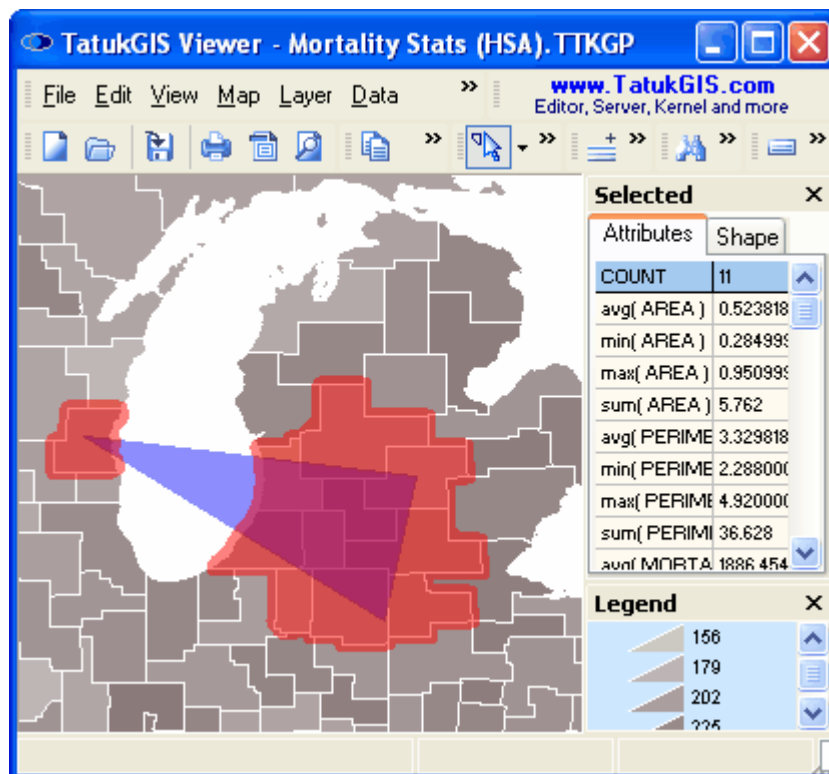 TatukGIS Viewer - Mortality Stats (HSA).TTKGP
File Edit View Map Layer Data »
www.TatukGIS.com
Editor, Server, Kernel and more
» » » » »
Selected
Attributes Shape
COUNT 11
avg( AREA ) 0.523818
min( AREA ) 0.284999
max( AREA ) 0.950999
sum( AREA ) 5.762
avg( PERIME 3.329818
min( PERIME 2.288000
max( PERIME 4.920000
sum( PERIMI 36.628
avg( MORTA 1886.454
Legend
156
179
202
225